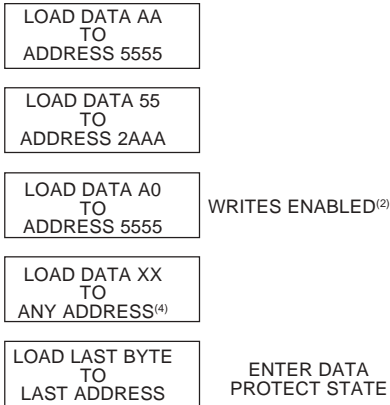 LOAD DATA AA
TO
ADDRESS 5555
LOAD DATA 55
TO
ADDRESS 2AAA
LOAD DATA A0
TO
ADDRESS 5555
WRITES ENABLED(2)
LOAD DATA XX
TO
ANY ADDRESS(4)
LOAD LAST BYTE
TO
LAST ADDRESS
ENTER DATA
PROTECT STATE